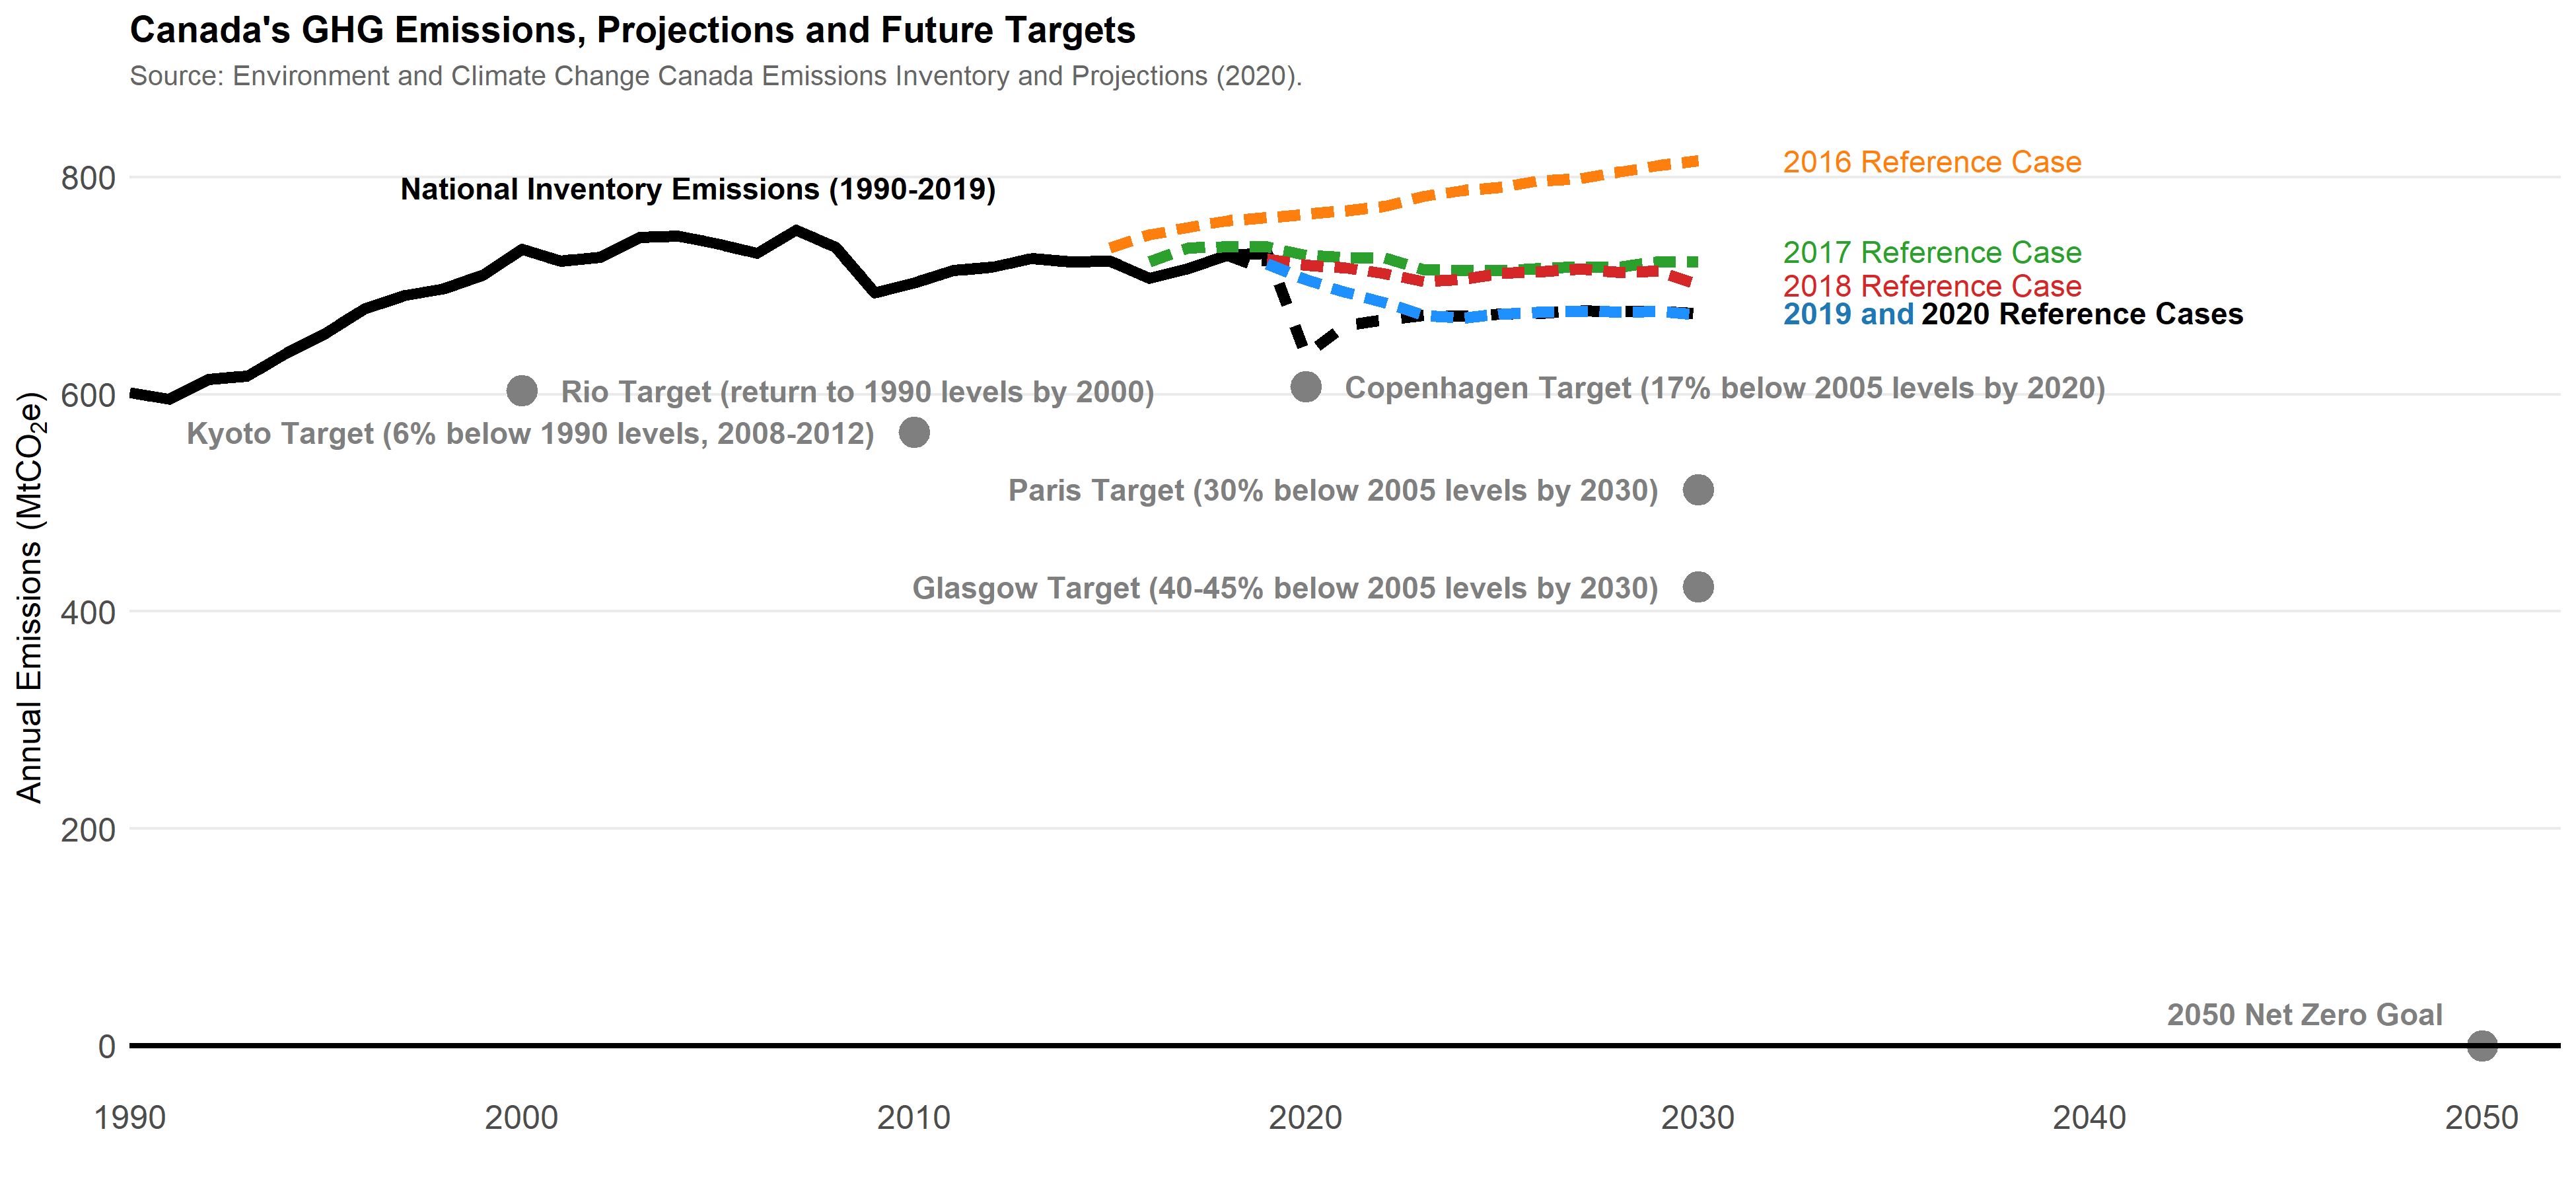 Canada's GHG Emissions, Projections and Future Targets
Source: Environment and Climate Change Canada Emissions Inventory and Projections (2020).
Annual Emissions (MtCO₂e)
800
600
400
200
0
National Inventory Emissions (1990-2019)
2016 Reference Case
2017 Reference Case
2018 Reference Case
2019 and 2020 Reference Cases
Rio Target (return to 1990 levels by 2000)
Copenhagen Target (17% below 2005 levels by 2020)
Kyoto Target (6% below 1990 levels, 2008-2012)
Paris Target (30% below 2005 levels by 2030)
Glasgow Target (40-45% below 2005 levels by 2030)
2050 Net Zero Goal
1990 2000 2010 2020 2030 2040 2050